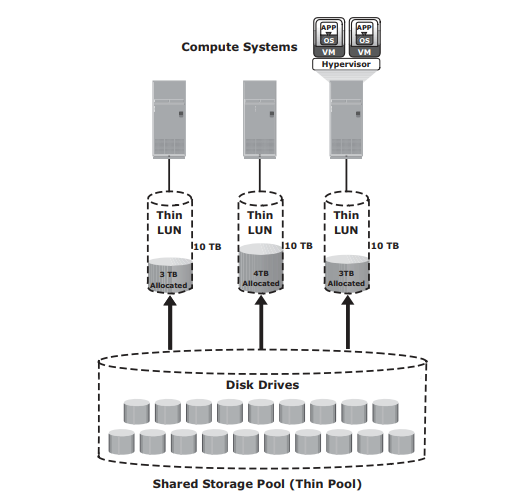 APP APP
OS OS
VM VM
Compute Systems
Hypervisor
Thin
LUN
10 TB
3 TB
Allocated
Thin
LUN
10 TB
4TB
Allocated
Thin
LUN
10 TB
3TB
Allocated
Disk Drives
Shared Storage Pool (Thin Pool)